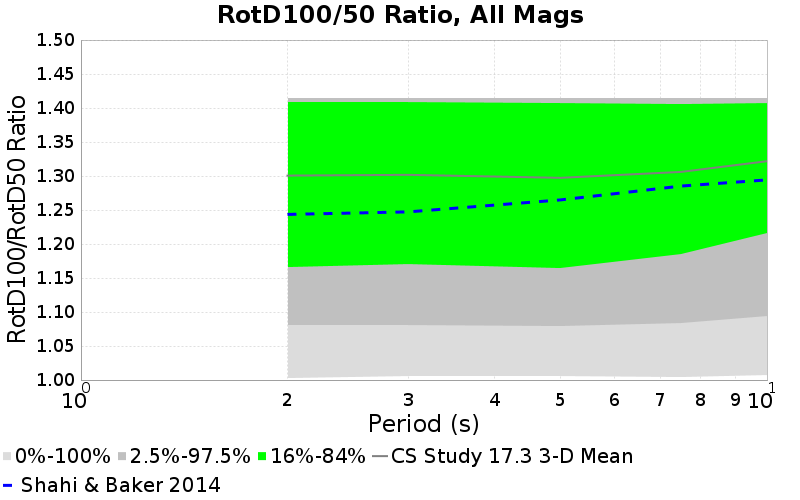 RotD100/50 Ratio, All Mags
RotD100/RotD50 Ratio
1.50
1.45
1.40
1.35
1.30
1.25
1.20
1.15
1.10
1.05
1.00
10^0 2 3 4 5 6 7 8 9 10^1
Period (s)
0%-100% 2.5%-97.5% 16%-84% CS Study 17.3 3-D Mean
Shahi & Baker 2014